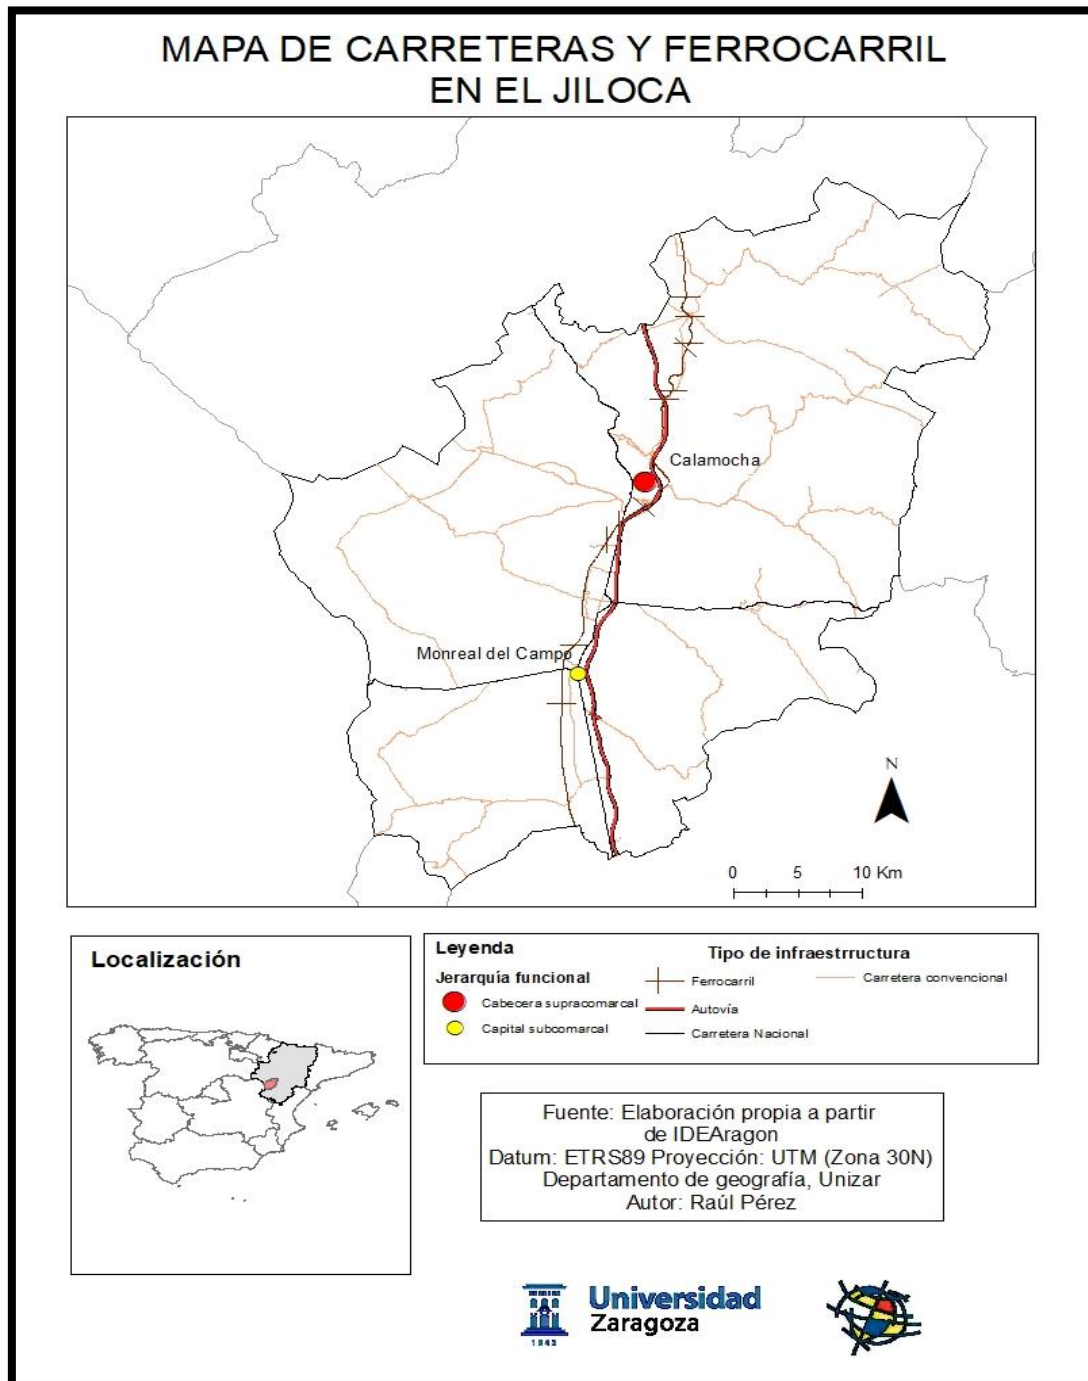 MAPA DE CARRETERAS Y FERROCARRIL
EN EL JILOCA
Calamocha
Monreal del Campo
N
0 5 10 Km
Localización
Leyenda
Jerarquía funcional
Cabecera supracomarcal
Capital subcomarcal
Tipo de infraestrructura
Ferrocarril
Autovía
Carretera Nacional
Carretera convencional
Fuente: Elaboración propia a partir
de IDEAragon
Datum: ETRS89 Proyección: UTM (Zona 30N)
Departamento de geografía, Unizar
Autor: Raúl Pérez
Universidad
Zaragoza
1542